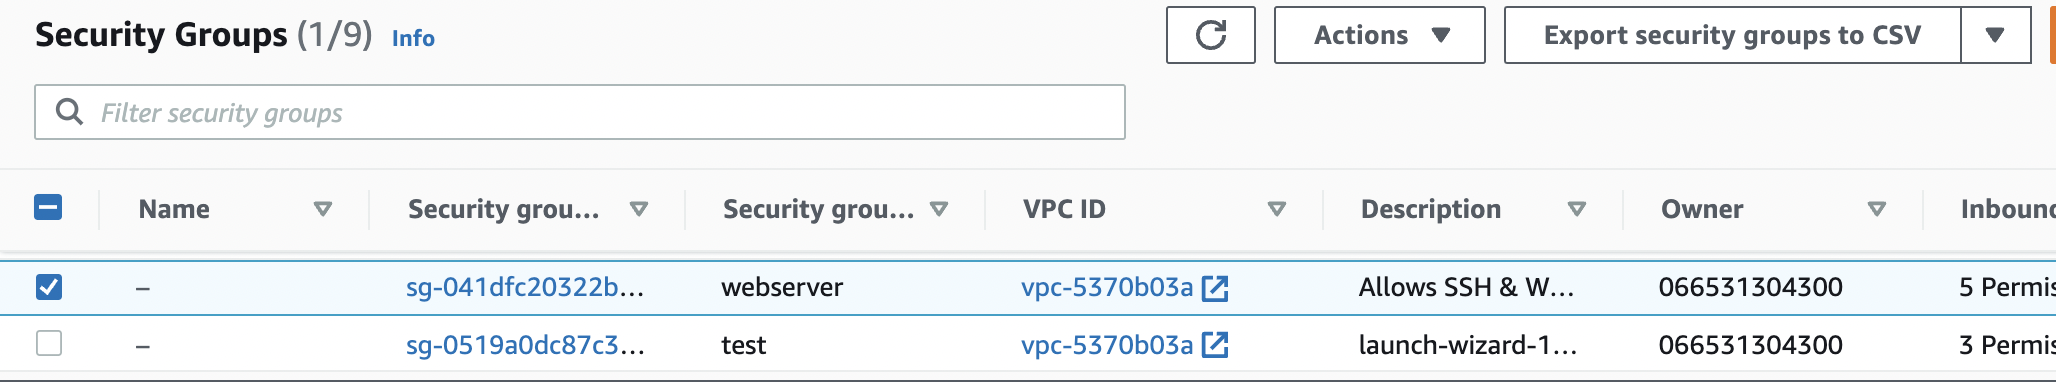 Security Groups (1/9) Info Actions Export security groups to CSV
Filter security groups
Name Security grou... Security grou... VPC ID Description Owner Inbound
– sg-041dfc20322b... webserver vpc-5370b03a Allows SSH & W... 066531304300 5 Permis
– sg-0519a0dc87c3... test vpc-5370b03a launch-wizard-1... 066531304300 3 Permis